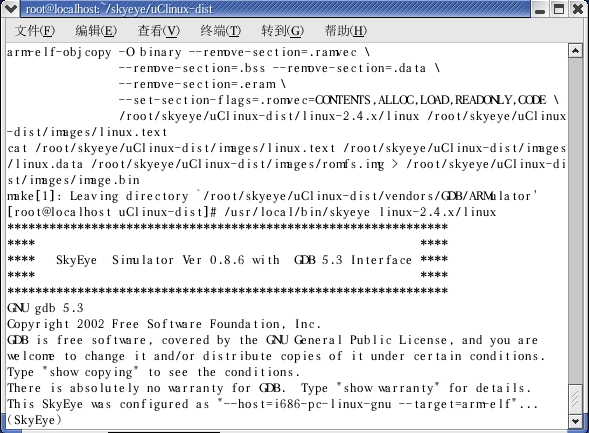 root@localhost:~/skyeye/uClinux-dist
文件(F) 编辑(E) 查看(V) 终端(T) 转到(G) 帮助(H)
arm-elf-objcopy -O binary --remove-section=.ramvec \
--remove-section=.bss --remove-section=.data \
--remove-section=.eram \
--set-section-flags=.romvec=CONTENTS,ALLOC,LOAD,READONLY,CODE \
/root/skyeye/uClinux-dist/linux-2.4.x/linux /root/skyeye/uClinux
-dist/images/linux.text
cat /root/skyeye/uClinux-dist/images/linux.text /root/skyeye/uClinux-dist/images
/linux.data /root/skyeye/uClinux-dist/images/romfs.img > /root/skyeye/uClinux-di
st/images/image.bin
make[1]: Leaving directory `/root/skyeye/uClinux-dist/vendors/GDB/ARMulator'
[root@localhost uClinux-dist]# /usr/local/bin/skyeye linux-2.4.x/linux
***************************************************************
**** ****
**** SkyEye Simulator Ver 0.8.6 with GDB 5.3 Interface ****
**** ****
***************************************************************
GNU gdb 5.3
Copyright 2002 Free Software Foundation, Inc.
GDB is free software, covered by the GNU General Public License, and you are
welcome to change it and/or distribute copies of it under certain conditions.
Type "show copying" to see the conditions.
There is absolutely no warranty for GDB. Type "show warranty" for details.
This SkyEye was configured as "--host=i686-pc-linux-gnu --target=arm-elf"...
(SkyEye)